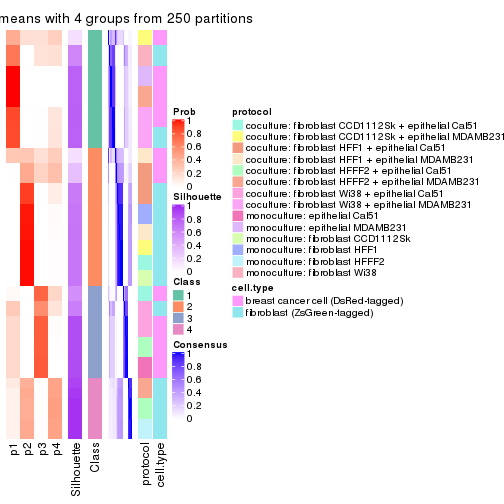 means with 4 groups from 250 partitions
Prob
1
0.8
0.6
0.4
0.2
0
Silhouette
1
0.8
0.6
0.4
0.2
0
Class
1
2
3
4
Consensus
1
0.8
0.6
0.4
0.2
0
protocol
coculture: fibroblast CCD1112Sk + epithelial Cal51
coculture: fibroblast CCD1112Sk + epithelial MDAMB231
coculture: fibroblast HFF1 + epithelial Cal51
coculture: fibroblast HFF1 + epithelial MDAMB231
coculture: fibroblast HFFF2 + epithelial Cal51
coculture: fibroblast HFFF2 + epithelial MDAMB231
coculture: fibroblast Wi38 + epithelial Cal51
coculture: fibroblast Wi38 + epithelial MDAMB231
monoculture: epithelial Cal51
monoculture: epithelial MDAMB231
monoculture: fibroblast CCD1112Sk
monoculture: fibroblast HFF1
monoculture: fibroblast HFFF2
monoculture: fibroblast Wi38
cell.type
breast cancer cell (DsRed-tagged)
fibroblast (ZsGreen-tagged)
p1
p2
p3
p4
Silhouette
Class
protocol
cell.type